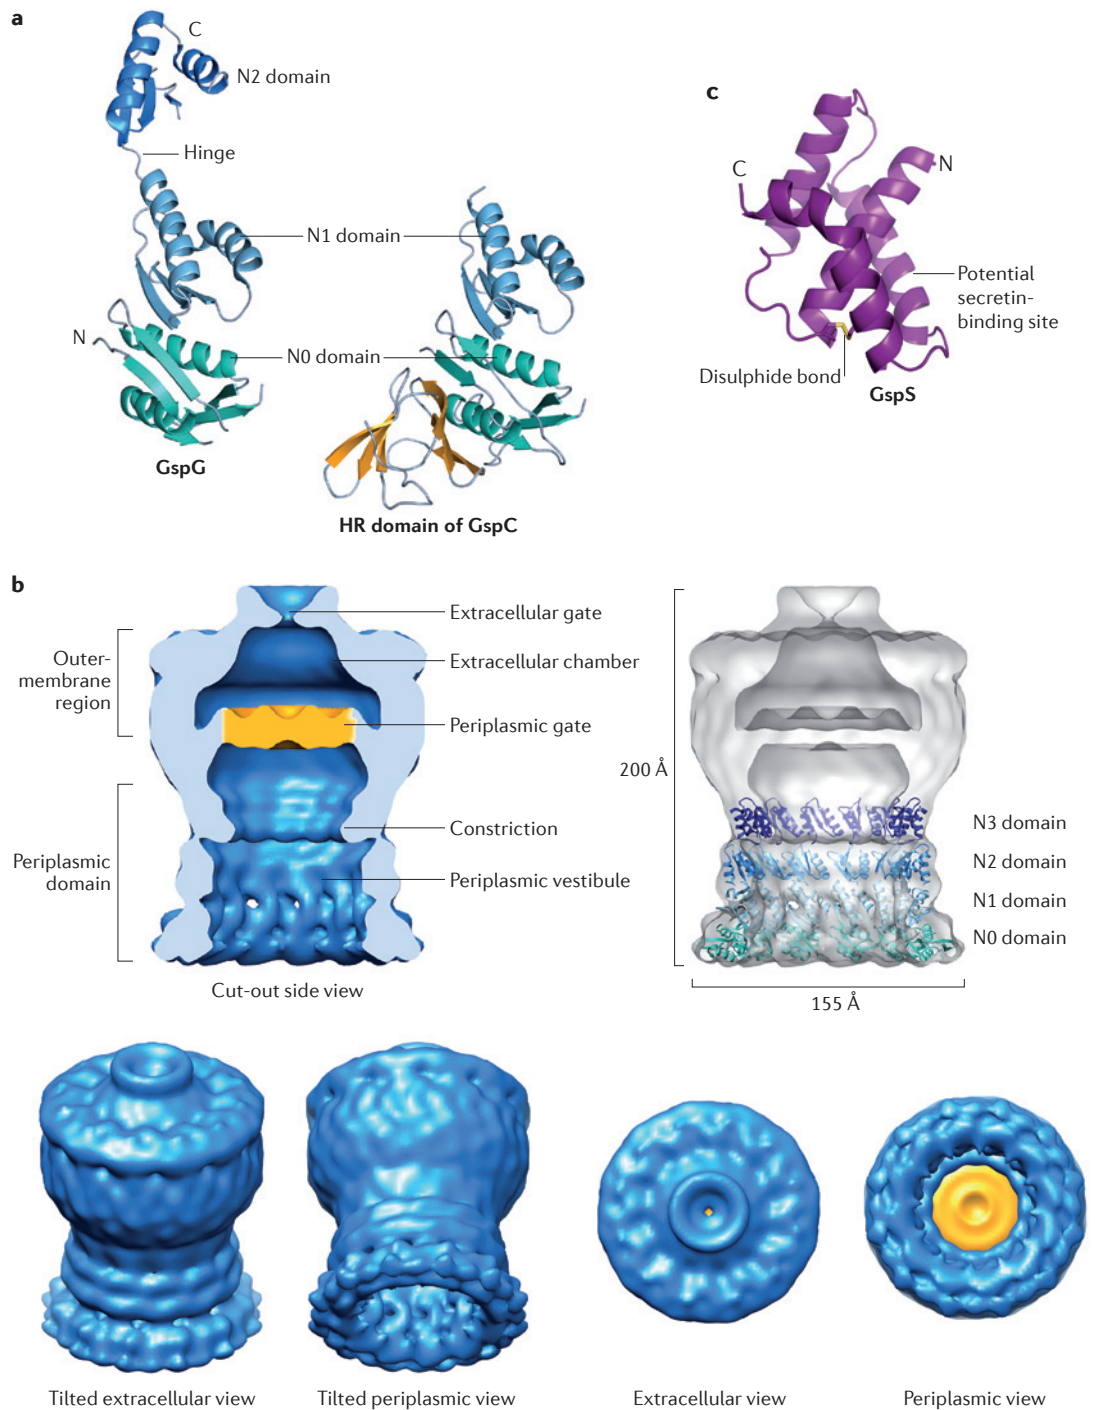 a
C
N2 domain
Hinge
N1 domain
N
N0 domain
GspG
HR domain of GspC
c
C
N
Potential
secretin-
binding site
Disulphide bond
GspS
b
Outer-
membrane
region
Periplasmic
domain
Extracellular gate
Extracellular chamber
Periplasmic gate
Constriction
Periplasmic vestibule
Cut-out side view
200 Å
N3 domain
N2 domain
N1 domain
N0 domain
155 Å
Tilted extracellular view
Tilted periplasmic view
Extracellular view
Periplasmic view